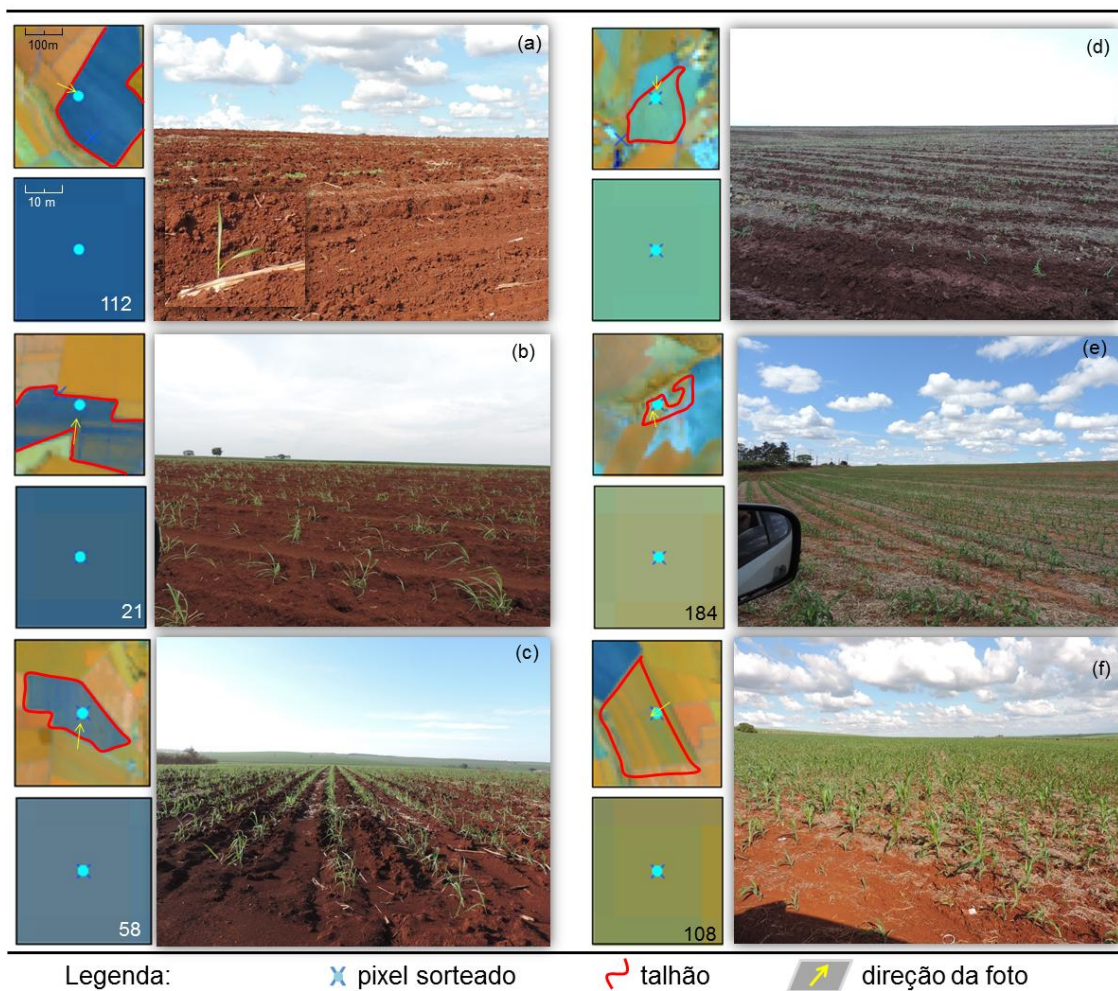 100m
(a)
(d)
10 m
112
(b)
(e)
21
184
(c)
(f)
58
108
Legenda:
pixel sorteado
talhão
direção da foto